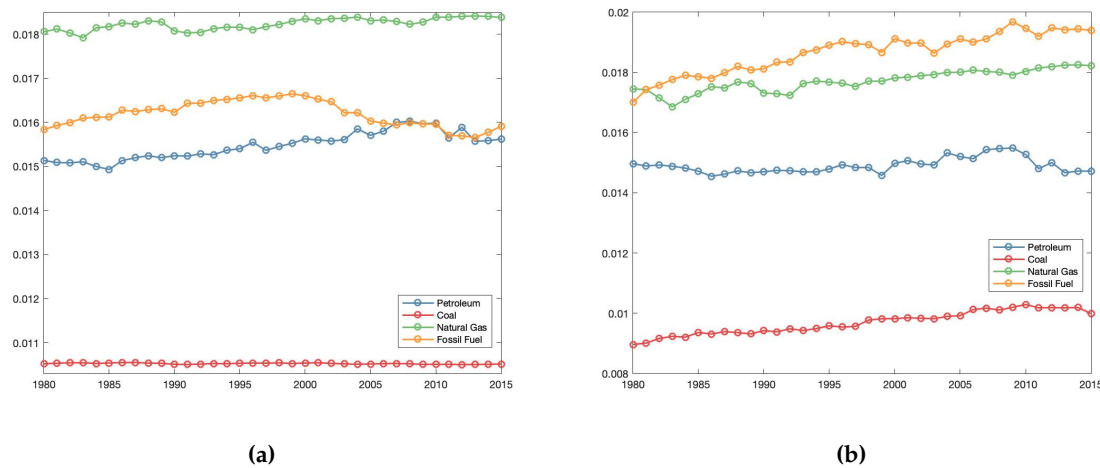 0.018
0.017
0.016
0.015
0.014
0.013
0.012
0.011
1980 1985 1990 1995 2000 2005 2010 2015
Petroleum
Coal
Natural Gas
Fossil Fuel
(a)
0.02
0.018
0.016
0.014
0.012
0.01
0.008
1980 1985 1990 1995 2000 2005 2010 2015
Petroleum
Coal
Natural Gas
Fossil Fuel
(b)